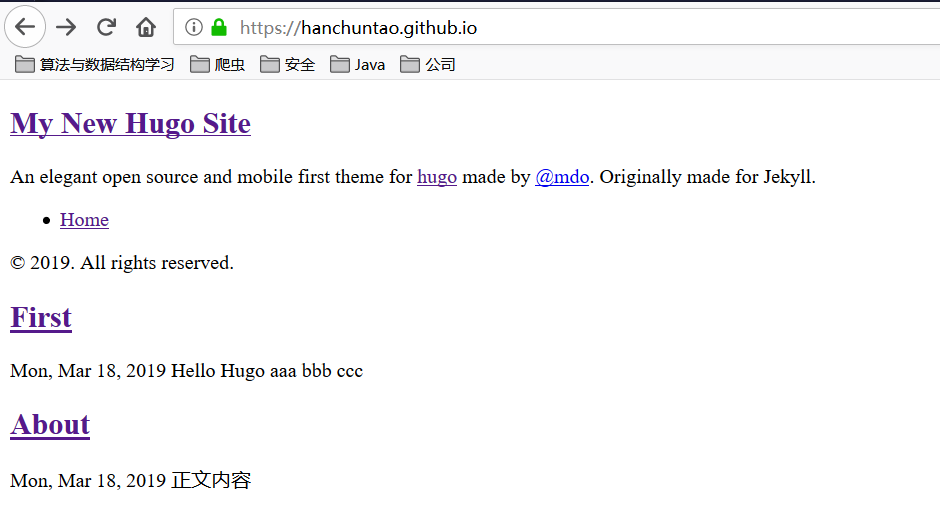 https://hanchuntao.github.io
算法与数据结构学习 爬虫 安全 Java 公司
My New Hugo Site
An elegant open source and mobile first theme for hugo made by @mdo. Originally made for Jekyll.
Home
© 2019. All rights reserved.
First
Mon, Mar 18, 2019 Hello Hugo aaa bbb ccc
About
Mon, Mar 18, 2019 正文内容